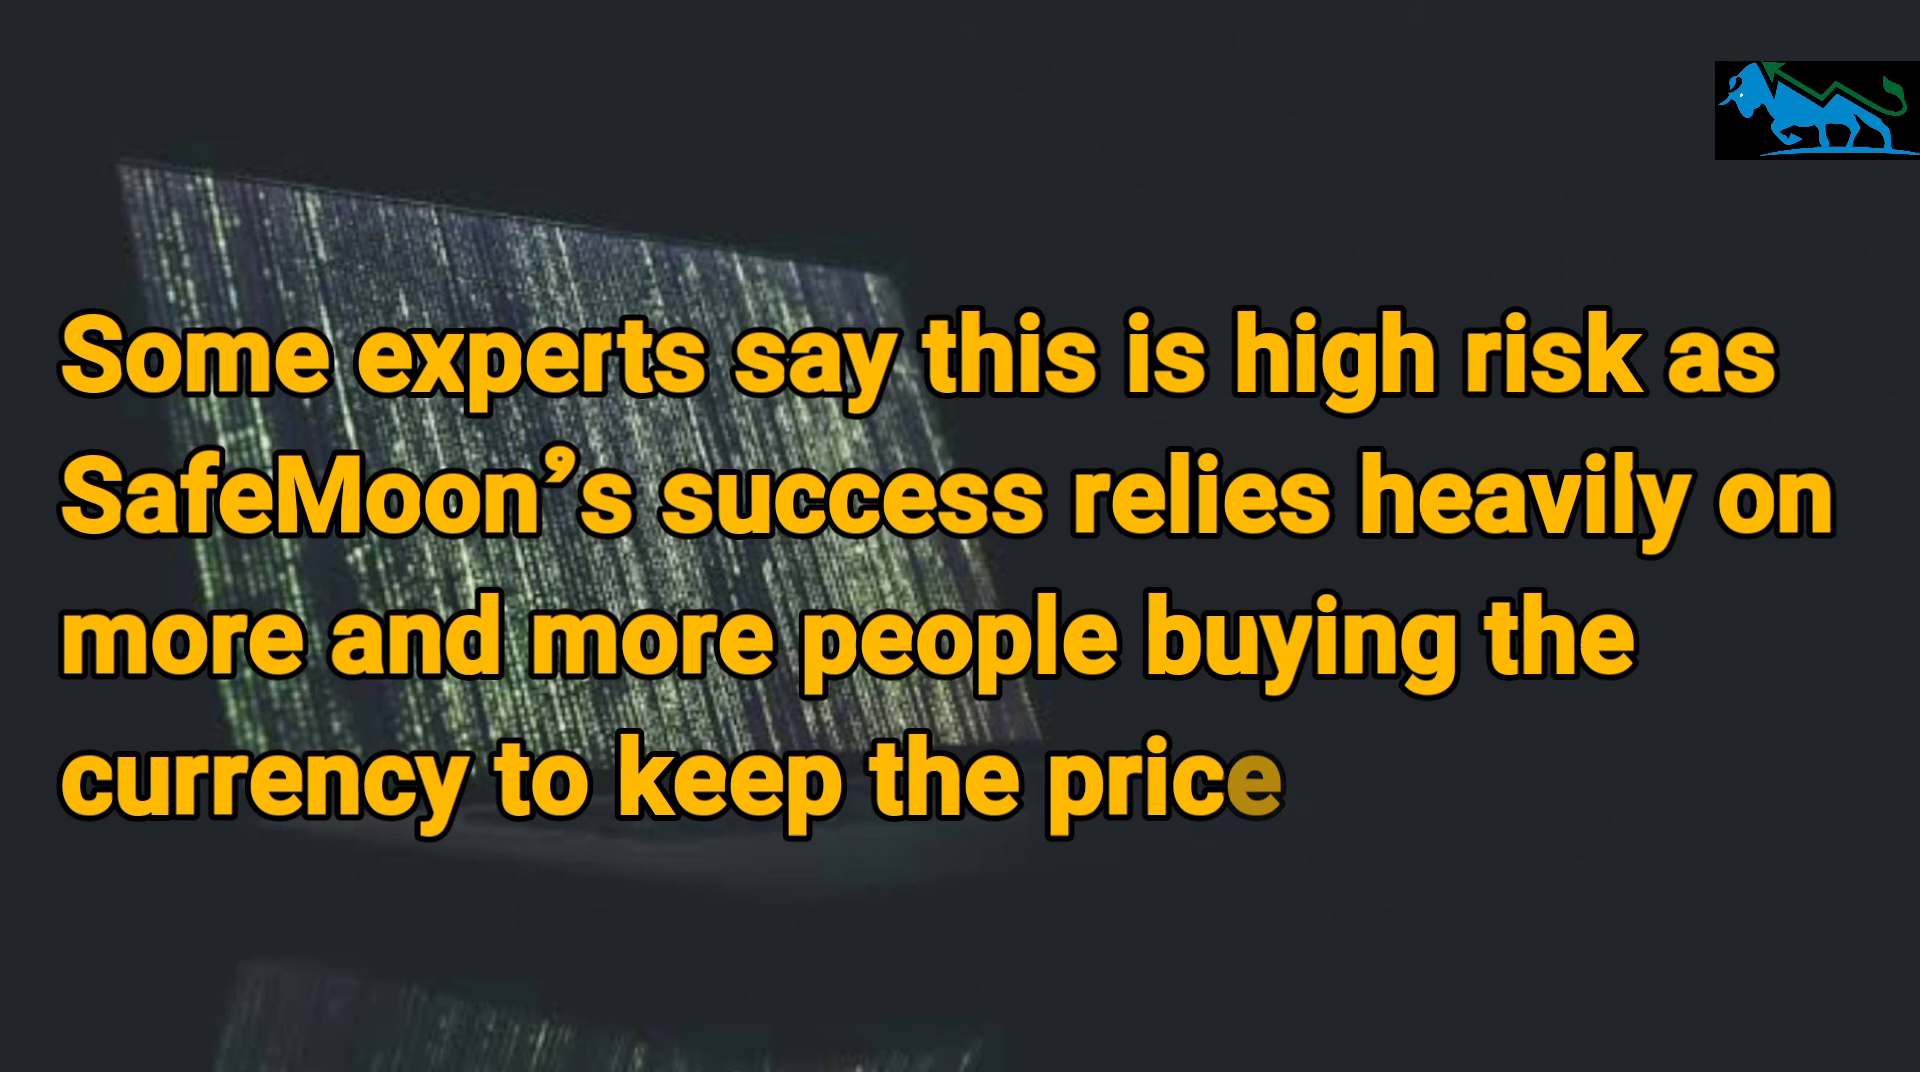 Some experts say this is high risk as
SafeMoon’s success relies heavily on
more and more people buying the
currency to keep the price